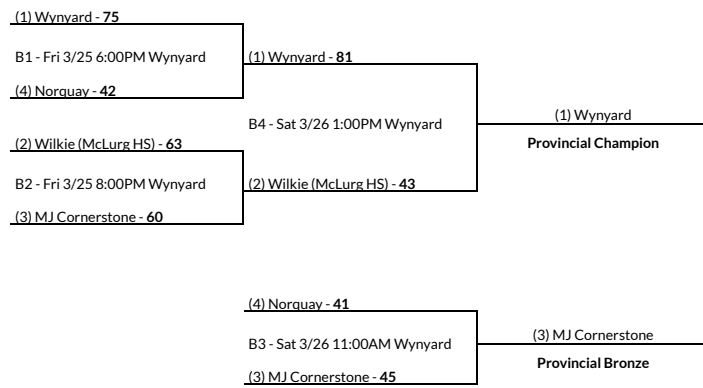 (1) Wynyard - 75
B1 - Fri 3/25 6:00PM Wynyard
(1) Wynyard - 81
(4) Norquay - 42
B4 - Sat 3/26 1:00PM Wynyard
(1) Wynyard
Provincial Champion
(2) Wilkie (McLurg HS) - 63
B2 - Fri 3/25 8:00PM Wynyard
(2) Wilkie (McLurg HS) - 43
(3) MJ Cornerstone - 60
(4) Norquay - 41
B3 - Sat 3/26 11:00AM Wynyard
(3) MJ Cornerstone
Provincial Bronze
(3) MJ Cornerstone - 45